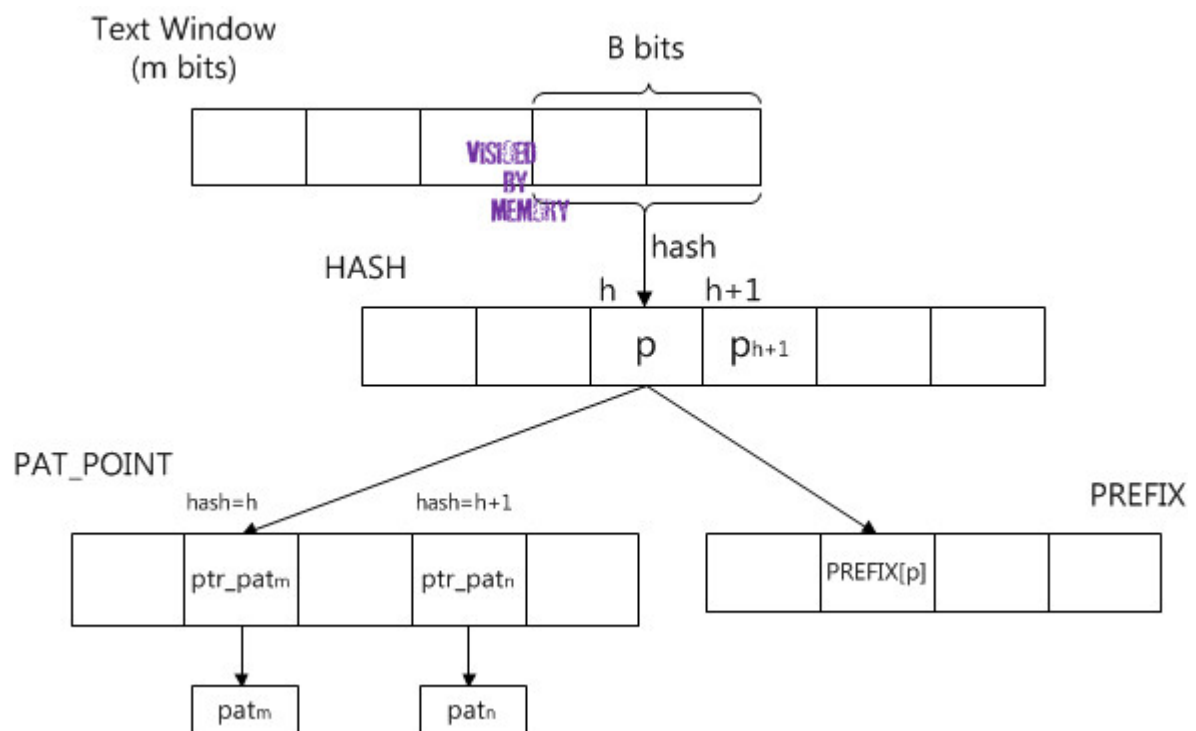 Text Window
(m bits)
B bits
VISIBED
BY
MEMORY
hash
HASH
h
h+1
p
ph+1
PAT_POINT
hash=h
hash=h+1
PREFIX
ptr_patm
ptr_patn
PREFIX[p]
patm
patn